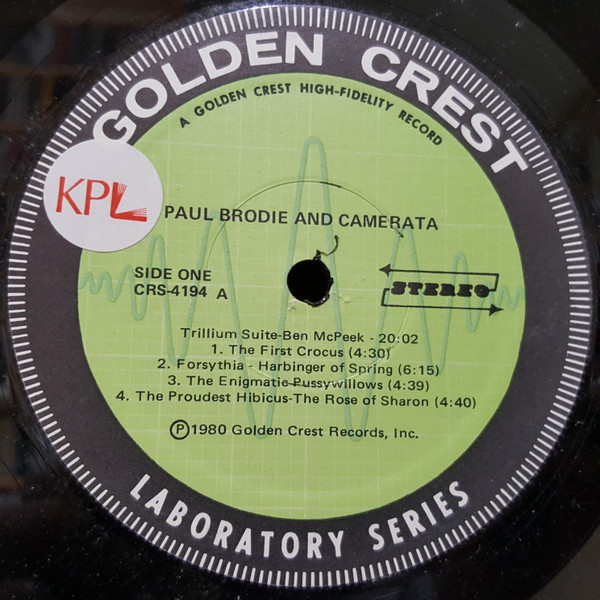 GOLDEN CREST
A GOLDEN CREST HIGH-FIDELITY RECORD
KPL
PAUL BRODIE AND CAMERATA
SIDE ONE
CRS-4194 A
STEREO
Trillium Suite-Ben McPeek - 20:02
1. The First Crocus (4:30)
2. Forsythia - Harbinger of Spring (6:15)
3. The Enigmatic Pussywillows (4:39)
4. The Proudest Hibicus-The Rose of Sharon (4:40)
Ⓟ1980 Golden Crest Records, Inc.
LABORATORY SERIES